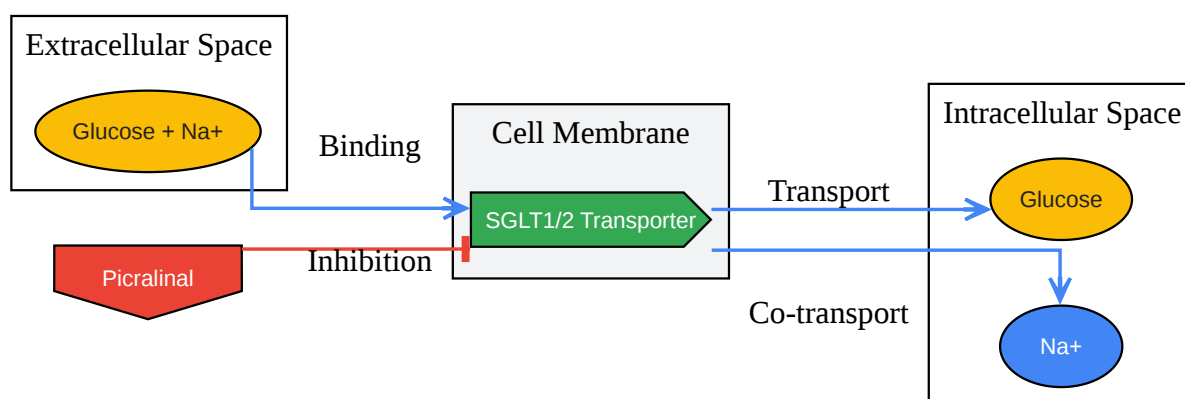 Extracellular Space
Glucose + Na+
Binding
Cell Membrane
SGLT1/2 Transporter
Picralinal
Inhibition
Transport
Co-transport
Intracellular Space
Glucose
Na+